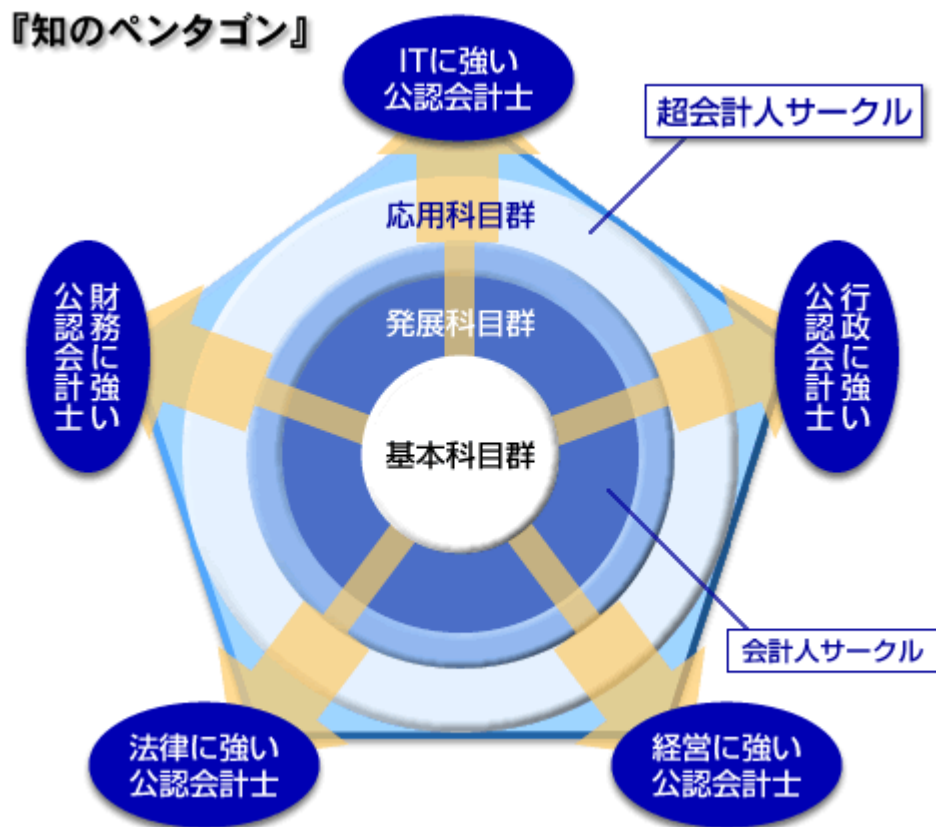 『知のペンタゴン』
ITに強い
公認会計士
超会計人サークル
応用科目群
財務に強い
公認会計士
発展科目群
行政に強い
公認会計士
基本科目群
会計人サークル
法律に強い
公認会計士
経営に強い
公認会計士